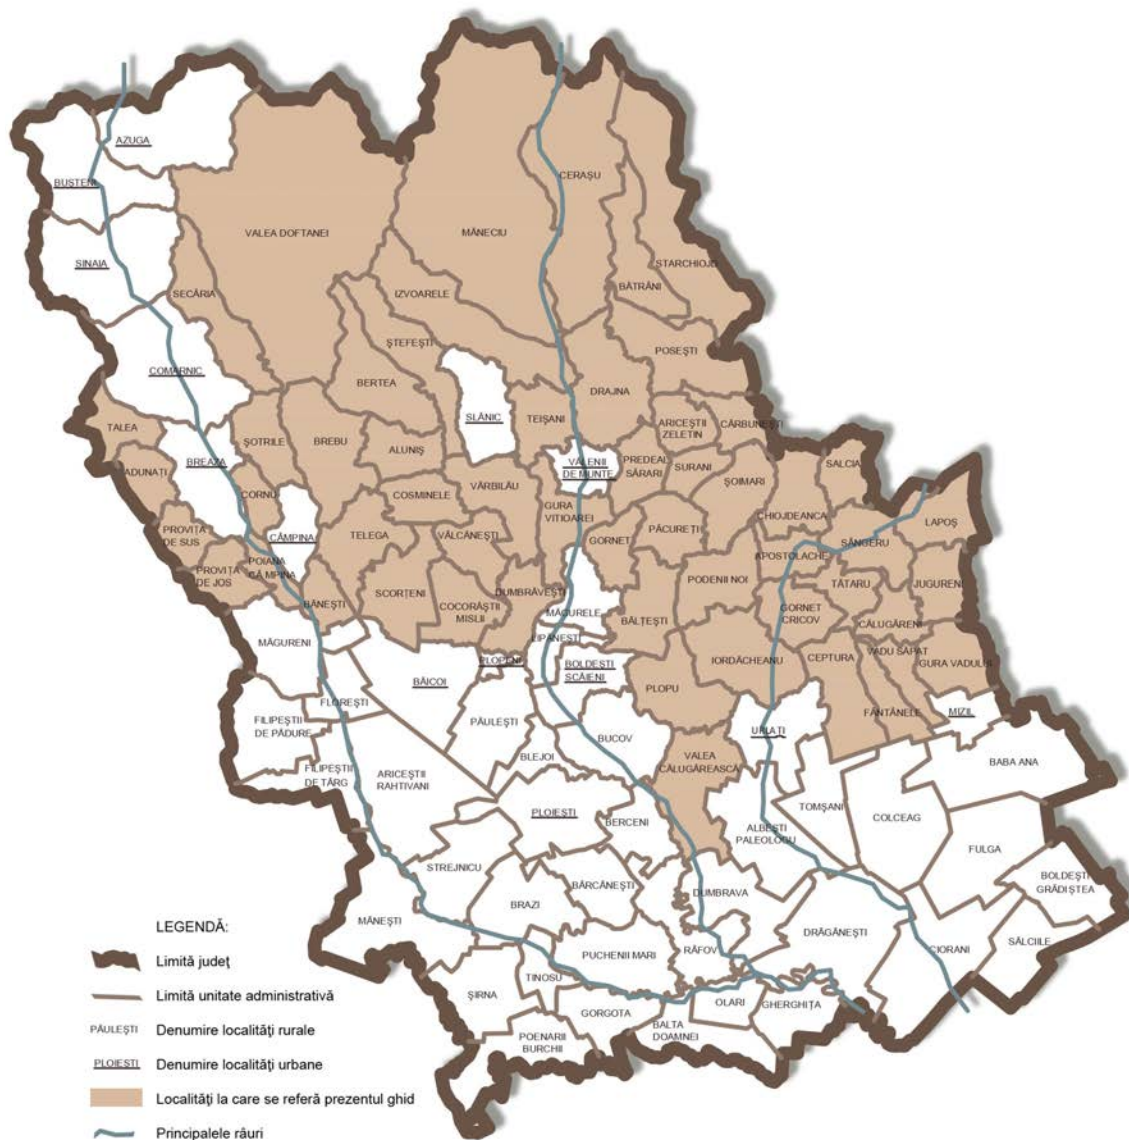 AZUGA
BUȘTENI
CERAȘU
VALEA DOFTANEI
MÂNECIU
SINAIA
STARCHIOJD
BĂTRÂNI
SECĂRIA
IZVOARELE
ȘTEFEȘTI
POSEȘTI
COMARNIC
BERTEA
DRAJNA
SLĂNIC
TEIȘANI
ARICEȘTII
ZELETIN
CĂRBUNEȘTI
TALEA
ȘOTRILE
BREBU
ALUNIȘ
BREAZA
VĂLENII
DE MUNTE
PREDEAL
SĂRARI
SURANI
SALCIA
ADUNAȚI
ȘOIMARI
CORNU
COSMINELE
VĂRBILĂU
GURA
VITIOAREI
CHIOJDEANCA
LAPOȘ
PROVIȚA
DE SUS
CÂMPINA
TELEGA
VÂLCĂNEȘTI
GORNET
PĂCUREȚI
SÂNGERU
APOSTOLACHE
PROVIȚA
DE JOS
POIANA
CÂMPINA
PODENII NOI
TĂTARU
JUGURENI
SCORȚENI
DUMBRĂVEȘTI
BĂNEȘTI
COCORĂȘTII
MISLII
MĂGURELE
GORNET
CRICOV
BĂLȚEȘTI
CĂLUGĂRENI
MĂGURENI
LIPĂNEȘTI
VADU SĂPAT
PLOPENI
BOLDEȘTI
SCĂIENI
IORDĂCHEANU
CEPTURA
GURA VADULUI
BĂICOI
PLOPU
FLOREȘTI
FÂNTÂNELE
MIZIL
FILIPEȘTII
DE PĂDURE
PĂULEȘTI
BUCOV
URLAȚI
BLEJOI
VALEA
CĂLUGĂREASCĂ
BABA ANA
FILIPEȘTII
DE TÂRG
ARICEȘTII
RAHTIVANI
TOMȘANI
PLOIEȘTI
BERCENI
COLCEAG
ALBEȘTI
PALEOLOGU
FULGA
STREJNICU
BOLDEȘTI
GRĂDIȘTEA
BĂRCĂNEȘTI
DUMBRAVA
BRAZI
MĂNEȘTI
DRĂGĂNEȘTI
SĂLCIILE
CIORANI
RÂFOV
PUCHENII MARI
TINOSU
ȘIRNA
OLARI
GHERGHIȚA
GORGOTA
BALTA
DOAMNEI
POENARII
BURCHII
LEGENDĂ:
Limită județ
Limită unitate administrativă
PĂULEȘTI Denumire localități rurale
PLOIEȘTI Denumire localități urbane
Localități la care se referă prezentul ghid
Principalele râuri